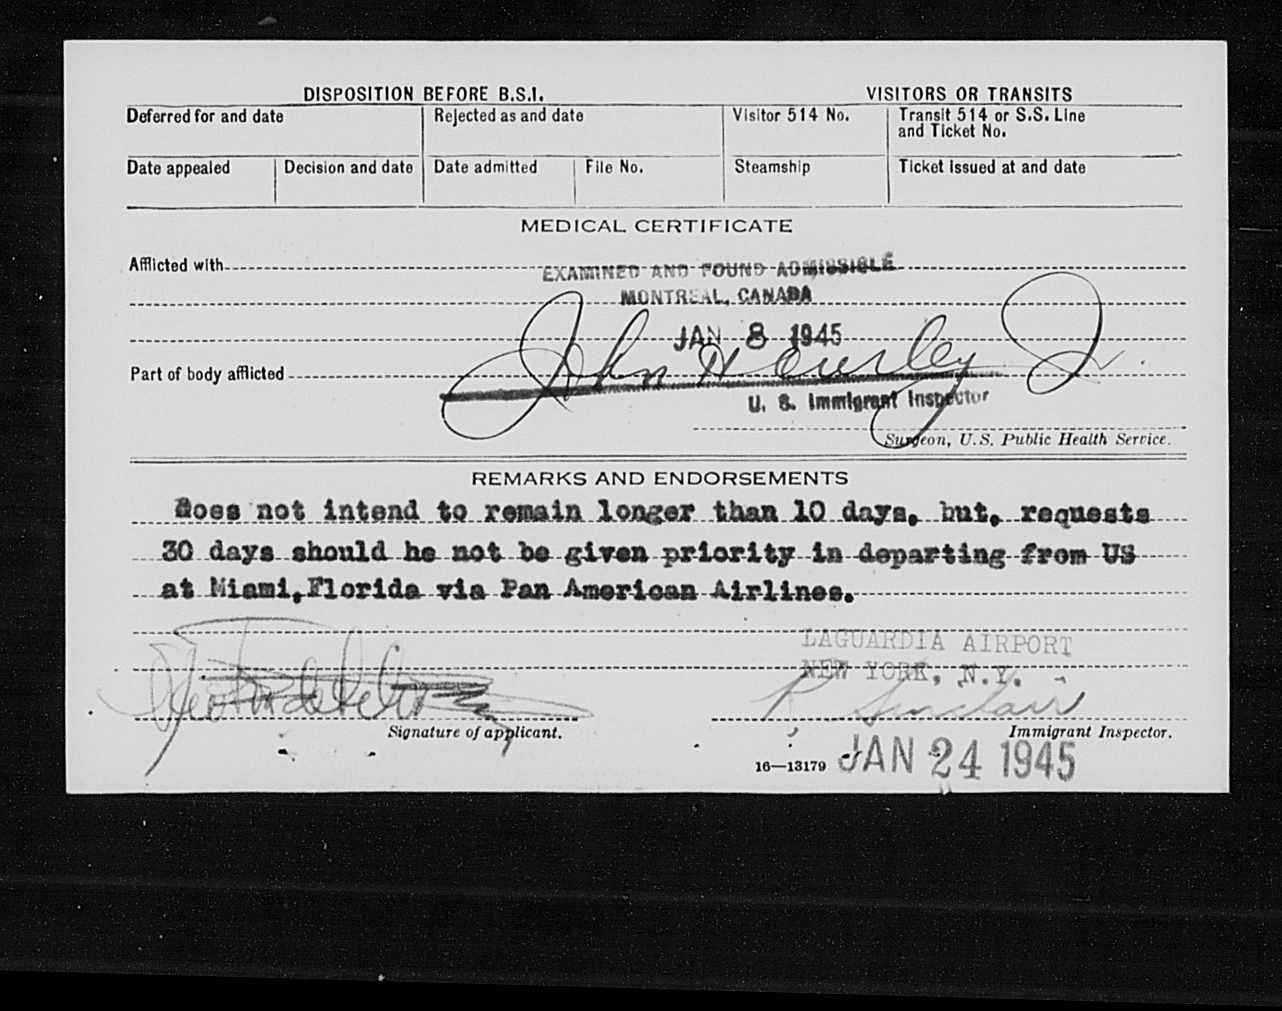 DISPOSITION BEFORE B.S.I. VISITORS OR TRANSITS
Deferred for and date Rejected as and date Visitor 514 No. Transit 514 or S.S. Line
and Ticket No.
Date appealed Decision and date Date admitted File No. Steamship Ticket issued at and date
MEDICAL CERTIFICATE
Afflicted with
EXAMINED AND FOUND ADMISSIBLE
MONTREAL, CANADA
JAN 8 1945
Part of body afflicted John H
U. S. Immigrant Inspector
Surgeon, U.S. Public Health Service.
REMARKS AND ENDORSEMENTS
Does not intend to remain longer than 10 days, but, requests
30 days should he not be given priority in departing from US
at Miami, Florida via Pan American Airlines.
LAGUARDIA AIRPORT
NEW YORK, N.Y.
R Sinclair
Signature of applicant. Immigrant Inspector.
16—13179 JAN 24 1945